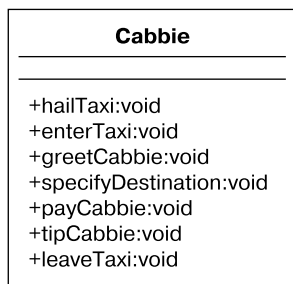 Cabbie
+hailTaxi:void
+enterTaxi:void
+greetCabbie:void
+specifyDestination:void
+payCabbie:void
+tipCabbie:void
+leaveTaxi:void